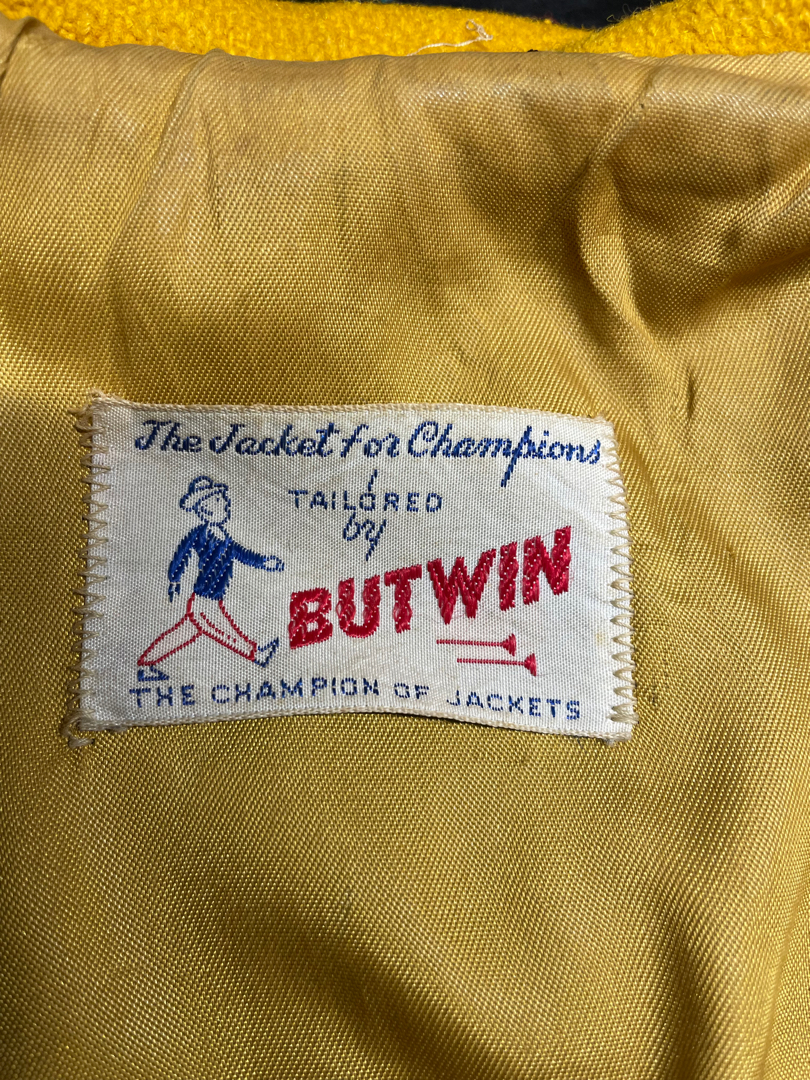 The Jacket for Champions
TAILORED
by
BUTWIN
THE CHAMPION OF JACKETS